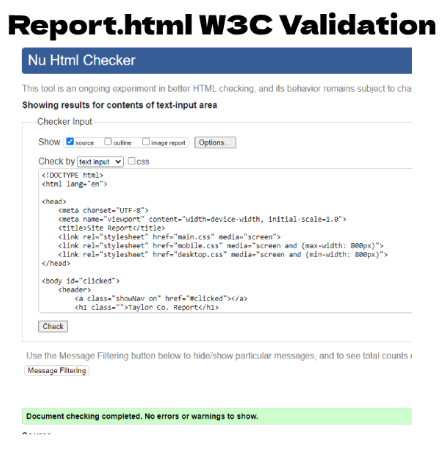 Report.html W3C Validation
Nu Html Checker
This tool is an ongoing experiment in better HTML checking, and its behavior remains subject to cha
Showing results for contents of text-input area
Checker Input
Show source outline image report Options...
Check by text input css
<!DOCTYPE html>
<html lang="en">
<head>
<meta charset="UTF-8">
<meta name="viewport" content="width=device-width, initial-scale=1.0">
<title>Site Report</title>
<link rel="stylesheet" href="main.css" media="screen">
<link rel="stylesheet" href="mobile.css" media="screen and (max-width: 800px)">
<link rel="stylesheet" href="desktop.css" media="screen and (min-width: 800px)">
</head>
<body id="clicked">
<header>
<a class="showNav on" href="#clicked"></a>
<h1 class="">Taylor Co. Report</h1>
Check
Use the Message Filtering button below to hide/show particular messages, and to see total counts
Message Filtering
Document checking completed. No errors or warnings to show.